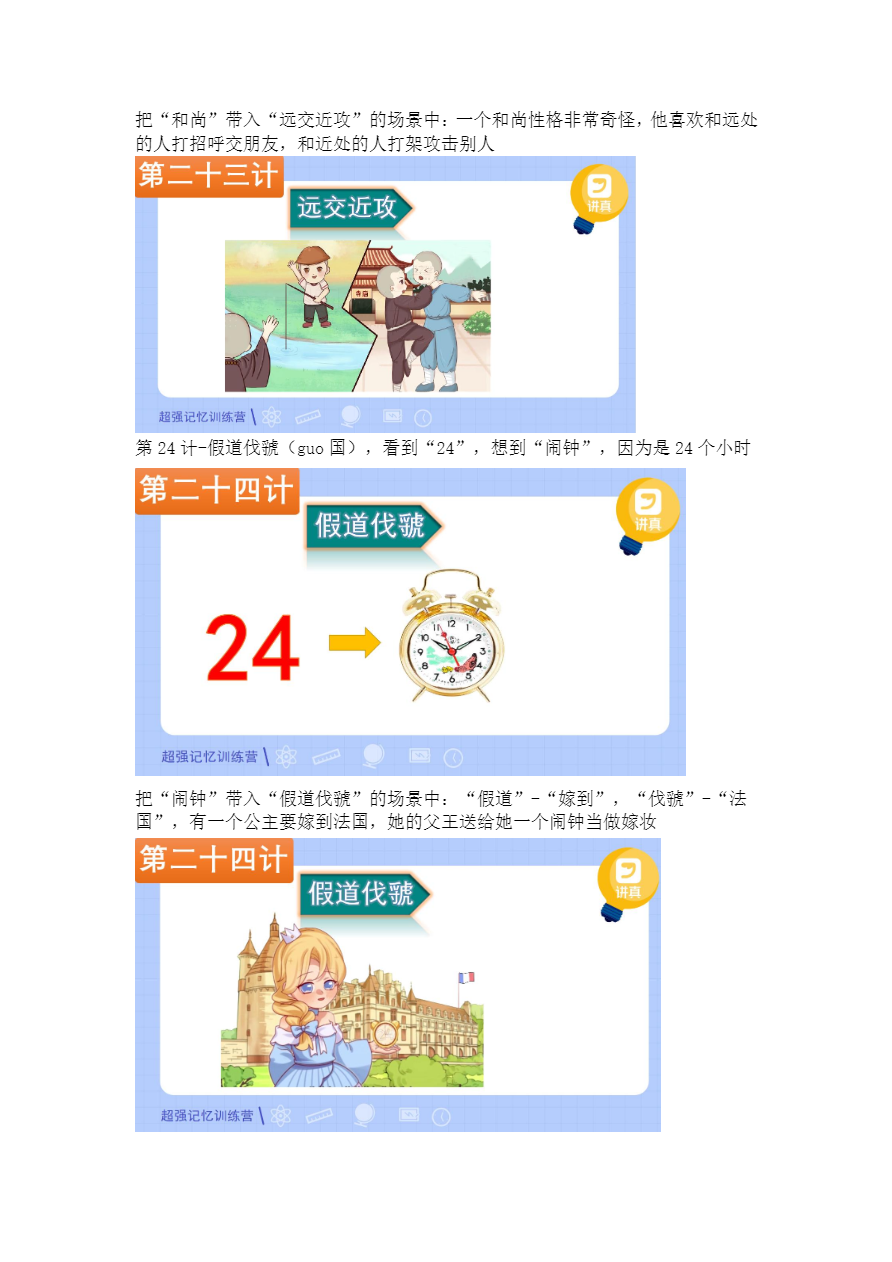 把“和尚”带入“远交近攻”的场景中：一个和尚性格非常奇怪，他喜欢和远处
的人打招呼交朋友，和近处的人打架攻击别人
第二十三计
远交近攻
讲真
寺庙
超强记忆训练营
第 24 计-假道伐虢（guo 国），看到“24”，想到“闹钟”，因为是 24 个小时
第二十四计
假道伐虢
讲真
24
12
1
2
3
4
5
6
7
8
9
10
11
超强记忆训练营
把“闹钟”带入“假道伐虢”的场景中：“假道”-“嫁到”，“伐虢”-“法
国”，有一个公主要嫁到法国，她的父王送给她一个闹钟当做嫁妆
第二十四计
假道伐虢
讲真
超强记忆训练营